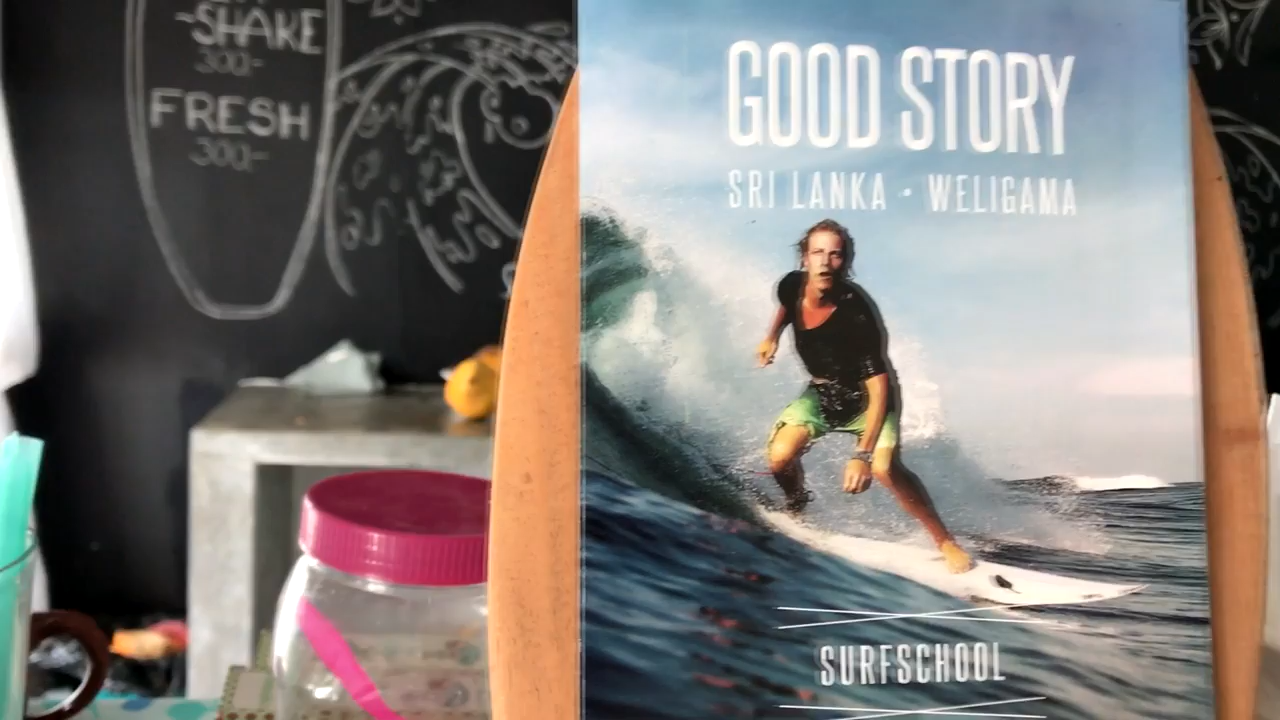 -SHAKE
300-
FRESH
300-
GOOD STORY
SRI LANKA · WELIGAMA
SURFSCHOOL